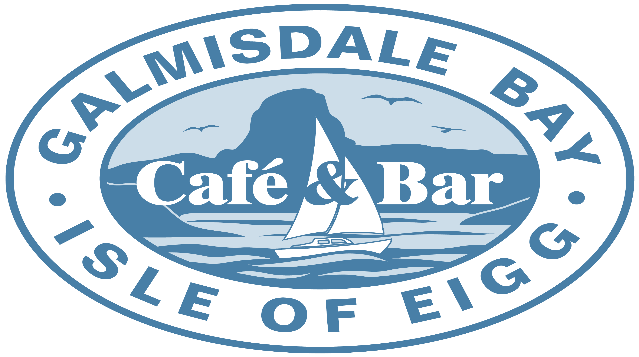 GALMISDALE BAY
Café & Bar
ISLE OF EIGG